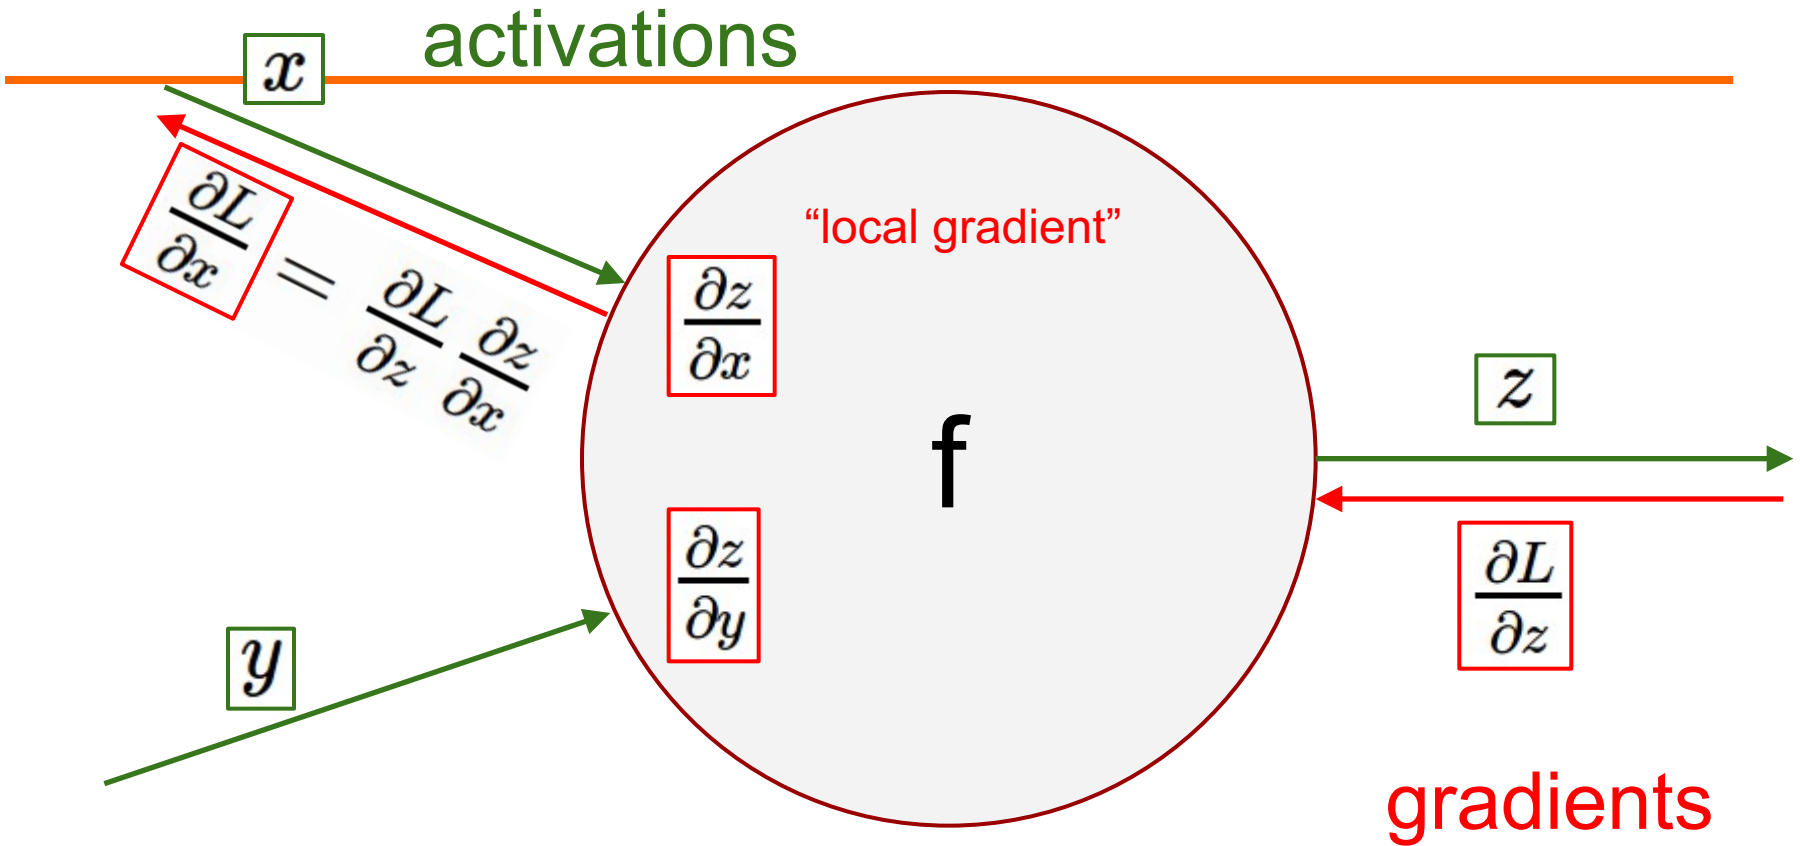 activations
x
∂L/∂x = ∂L/∂z ∂z/∂x
“local gradient”
∂z/∂x
f
z
∂z/∂y
∂L/∂z
y
gradients